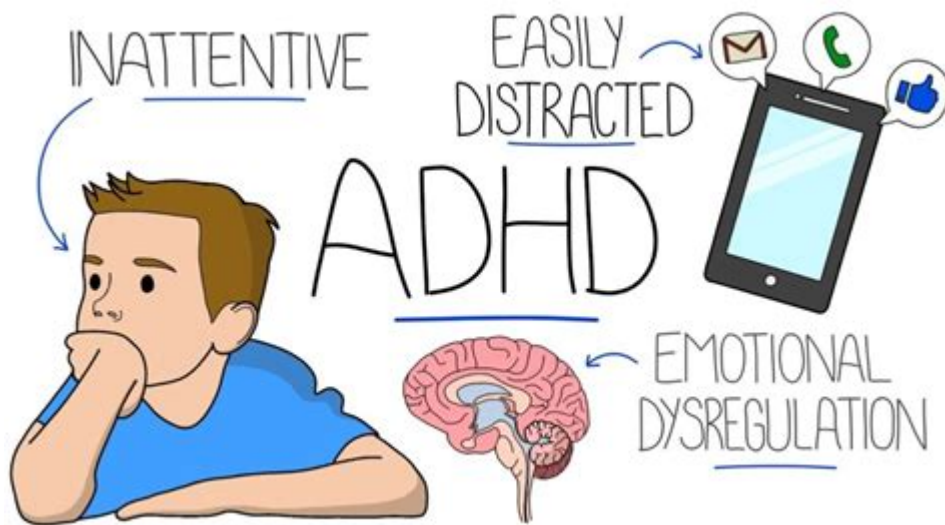 INATTENTIVE
EASILY
DISTRACTED
ADHD
EMOTIONAL
DYSREGULATION